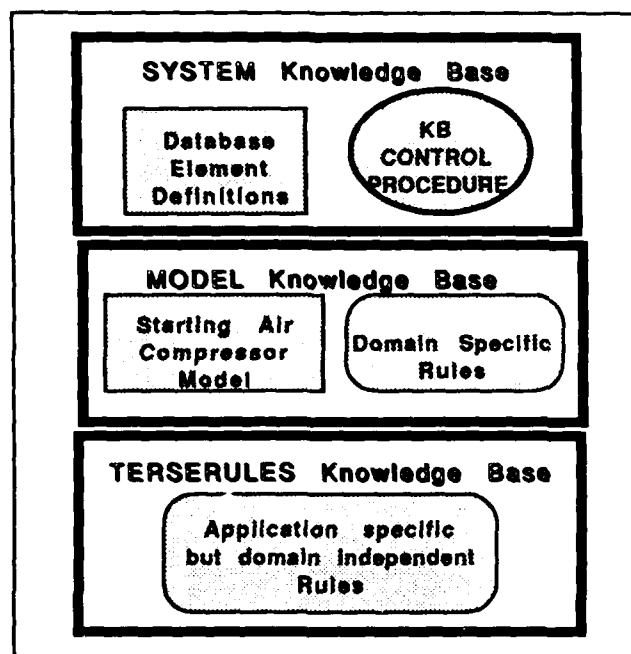 SYSTEM Knowledge Base
Database
Element
Definitions
KB
CONTROL
PROCEDURE
MODEL Knowledge Base
Starting Air
Compressor
Model
Domain Specific
Rules
TERSERULES Knowledge Base
Application specific
but domain independent
Rules